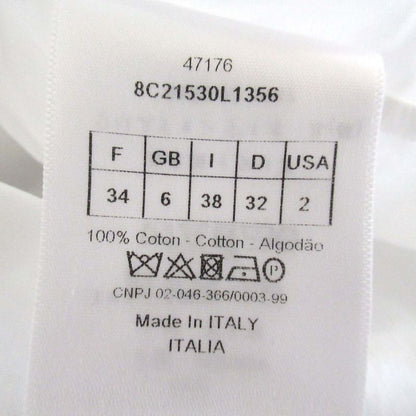 47176
8C21530L1356
F GB I D USA
34 6 38 32 2
100% Coton - Cotton - Algodão
P
CNPJ 02-046-366/0003-99
Made In ITALY
ITALIA